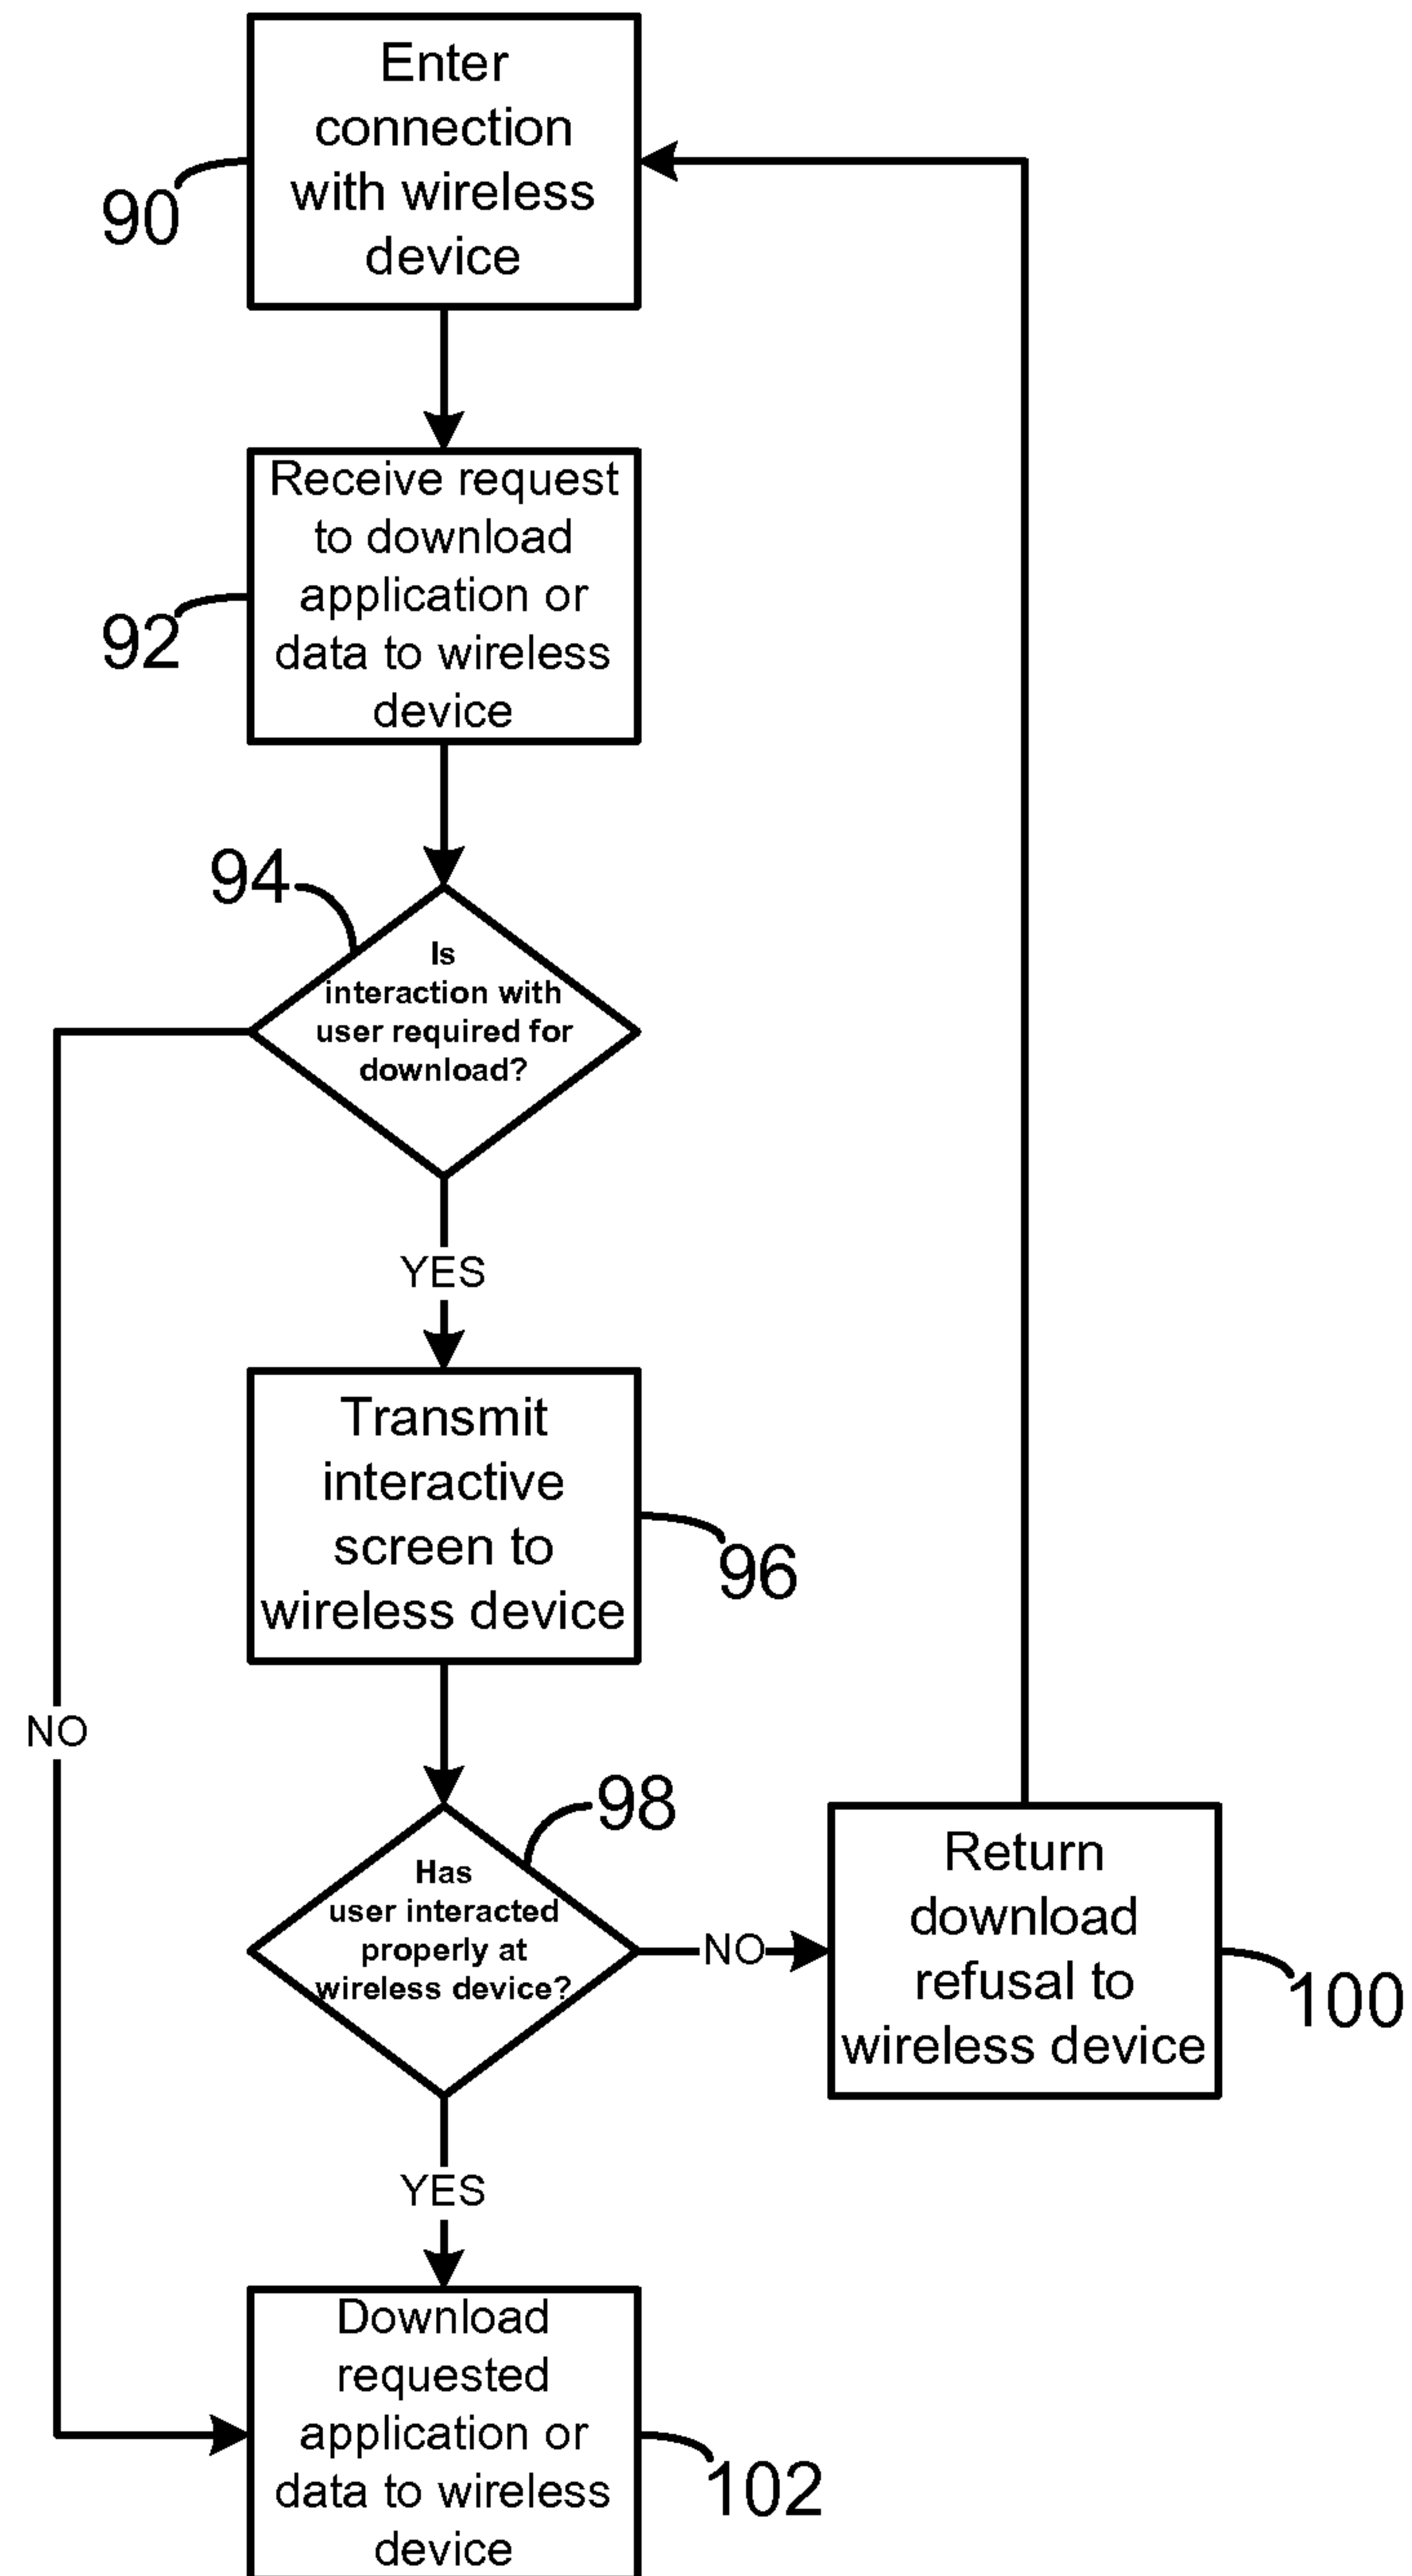 Enter
connection
with wireless
device
90
Receive request
to download
application or
data to wireless
device
92
94
Is
interaction with
user required for
download?
YES
Transmit
interactive
screen to
wireless device
96
NO
98
Has
user interacted
properly at
wireless device?
NO
Return
download
refusal to
wireless device
100
YES
Download
requested
application or
data to wireless
device
102